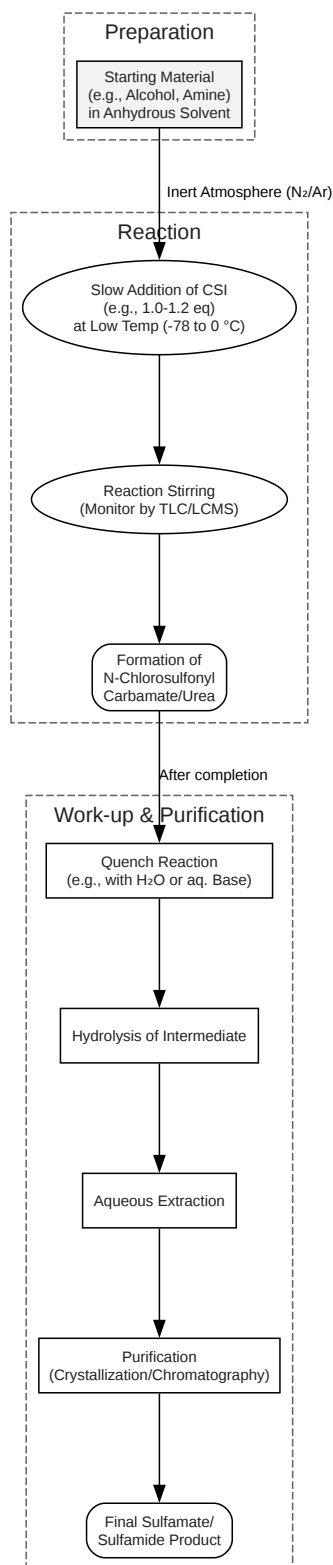 Preparation
Starting Material
(e.g., Alcohol, Amine)
in Anhydrous Solvent
Inert Atmosphere (N₂/Ar)
Reaction
Slow Addition of CSI
(e.g., 1.0-1.2 eq)
at Low Temp (-78 to 0 °C)
Reaction Stirring
(Monitor by TLC/LCMS)
Formation of
N-Chlorosulfonyl
Carbamate/Urea
After completion
Work-up & Purification
Quench Reaction
(e.g., with H₂O or aq. Base)
Hydrolysis of Intermediate
Aqueous Extraction
Purification
(Crystallization/Chromatography)
Final Sulfamate/
Sulfamide Product